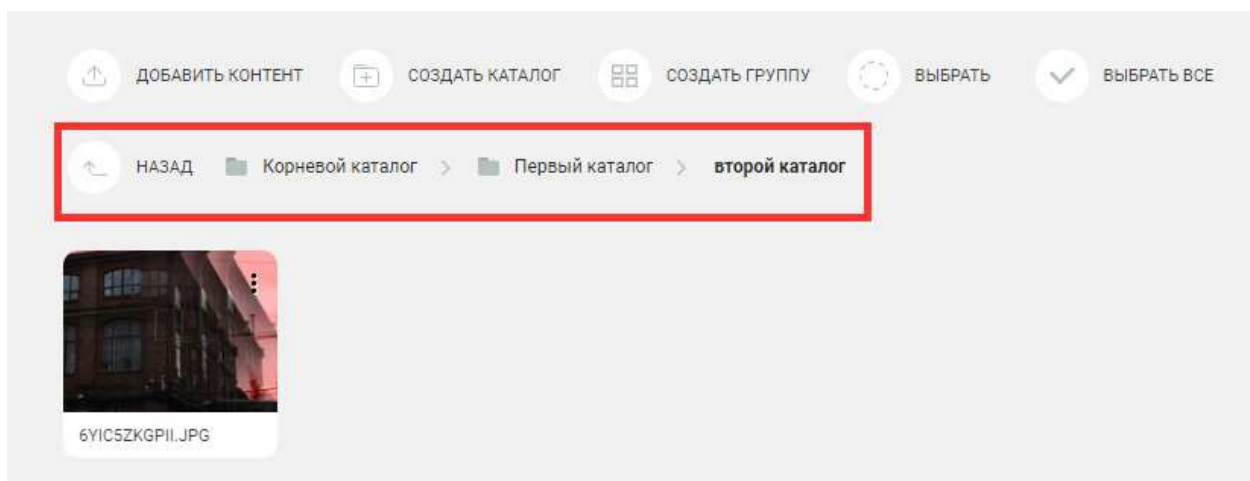 ДОБАВИТЬ КОНТЕНТ СОЗДАТЬ КАТАЛОГ СОЗДАТЬ ГРУППУ ВЫБРАТЬ ВЫБРАТЬ ВСЕ
НАЗАД Корневой каталог > Первый каталог > второй каталог
6YIC5ZKGPII.JPG